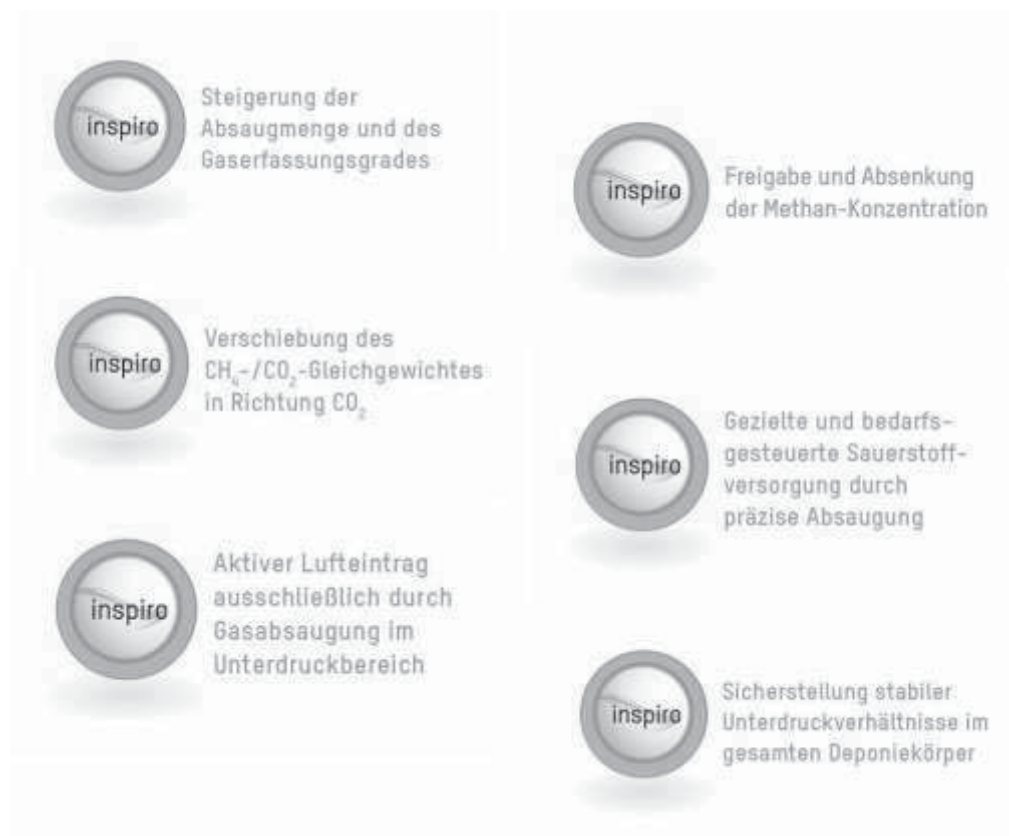 inspiro
Steigerung der
Absaugmenge und des
Gaserfassungsgrades
inspiro
Verschiebung des
CH₄-/CO₂-Gleichgewichtes
in Richtung CO₂
inspiro
Aktiver Lufteintrag
ausschließlich durch
Gasabsaugung im
Unterdruckbereich
inspiro
Freigabe und Absenkung
der Methan-Konzentration
inspiro
Gezielte und bedarfs-
gesteuerte Sauerstoff-
versorgung durch
präzise Absaugung
inspiro
Sicherstellung stabiler
Unterdruckverhältnisse im
gesamten Deponiekörper